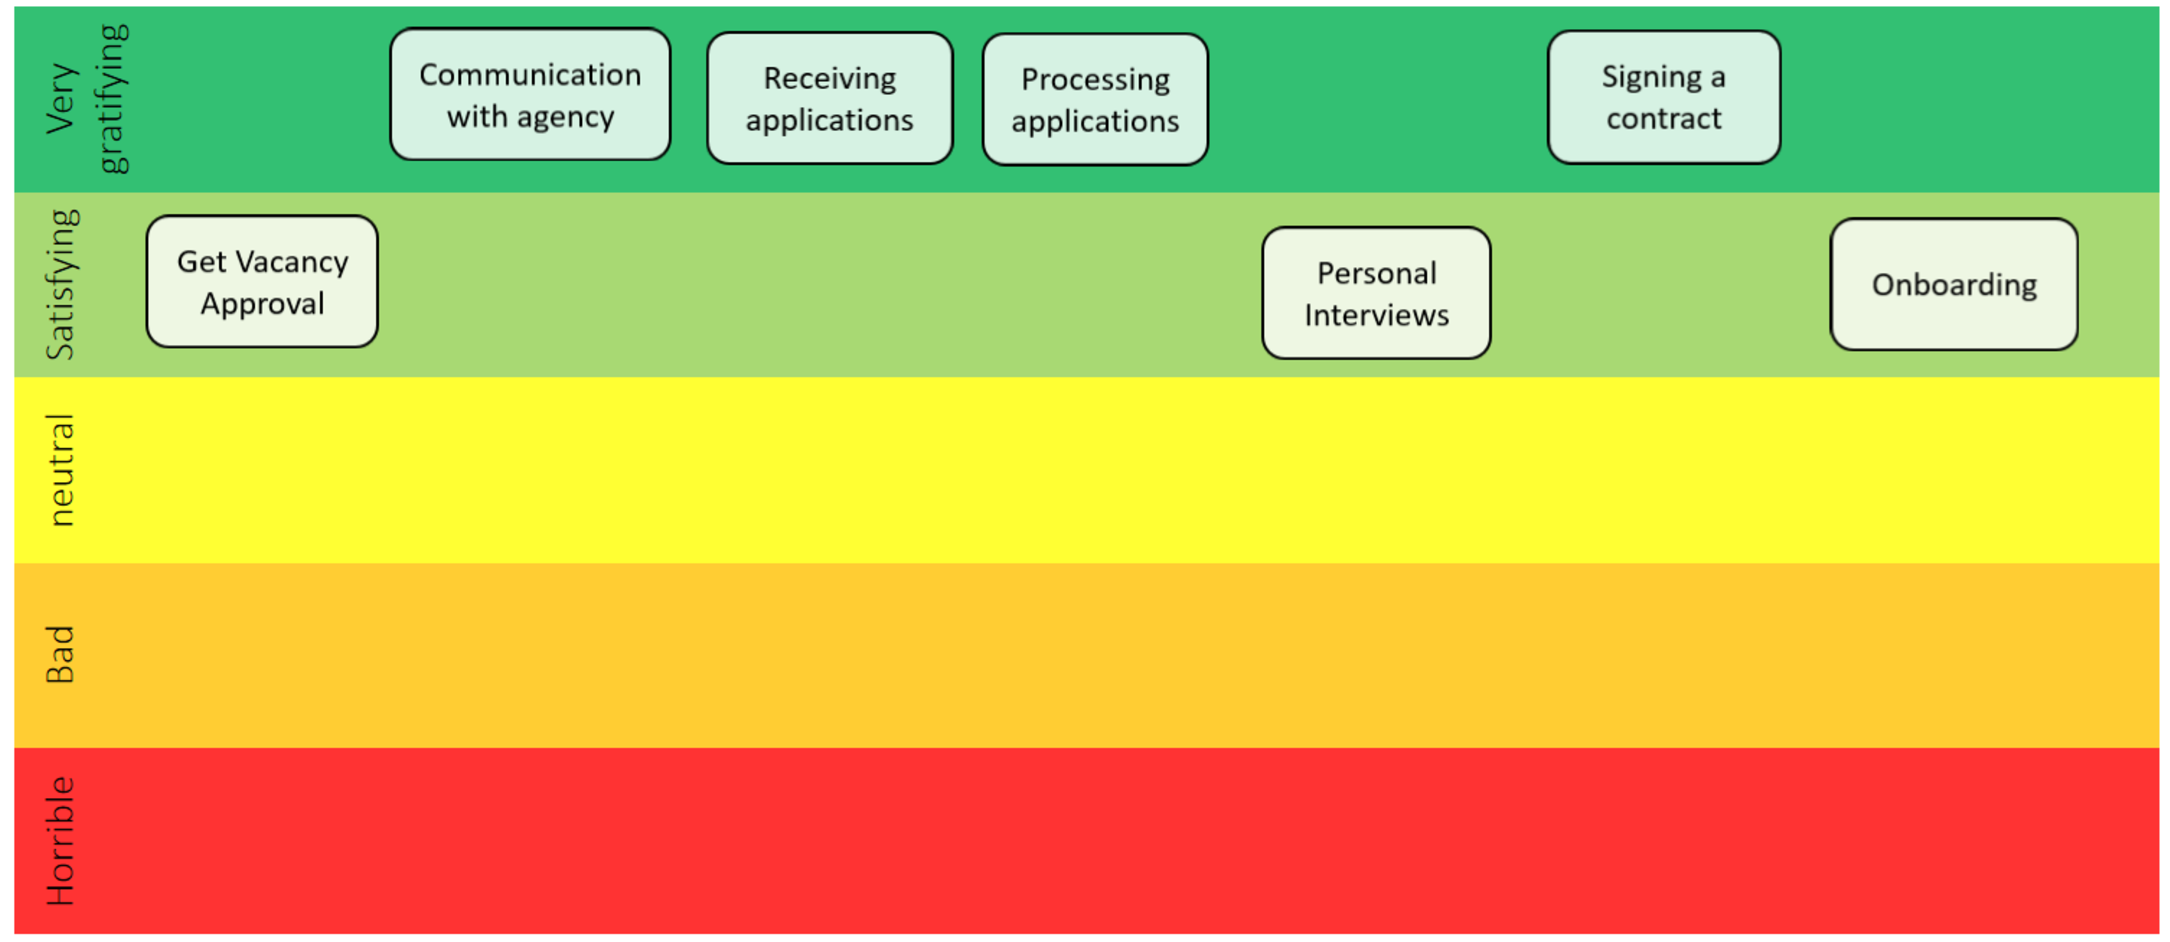 Very
gratifying
Communication
with agency
Receiving
applications
Processing
applications
Signing a
contract
Satisfying
Get Vacancy
Approval
Personal
Interviews
Onboarding
neutral
Bad
Horrible